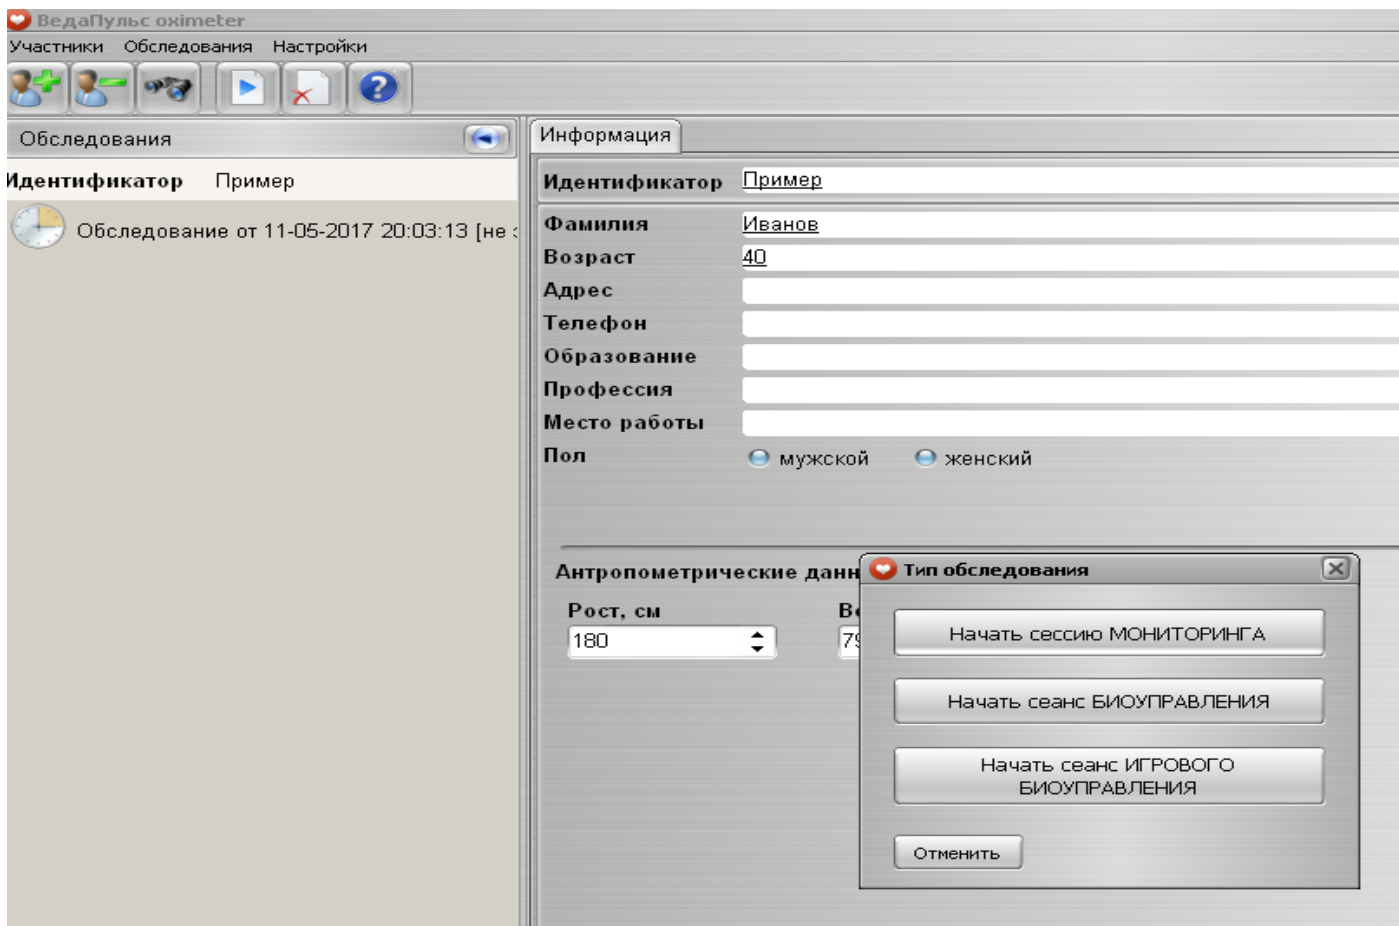 ВедаПульс oximeter
Участники Обследования Настройки
Обследования
Идентификатор Пример
Обследование от 11-05-2017 20:03:13 [не
Информация
Идентификатор Пример
Фамилия Иванов
Возраст 40
Адрес
Телефон
Образование
Профессия
Место работы
Пол мужской женский
Антропометрические данн
Рост, см
180
79
Тип обследования
Начать сессию МОНИТОРИНГА
Начать сеанс БИОУПРАВЛЕНИЯ
Начать сеанс ИГРОВОГО
БИОУПРАВЛЕНИЯ
Отменить